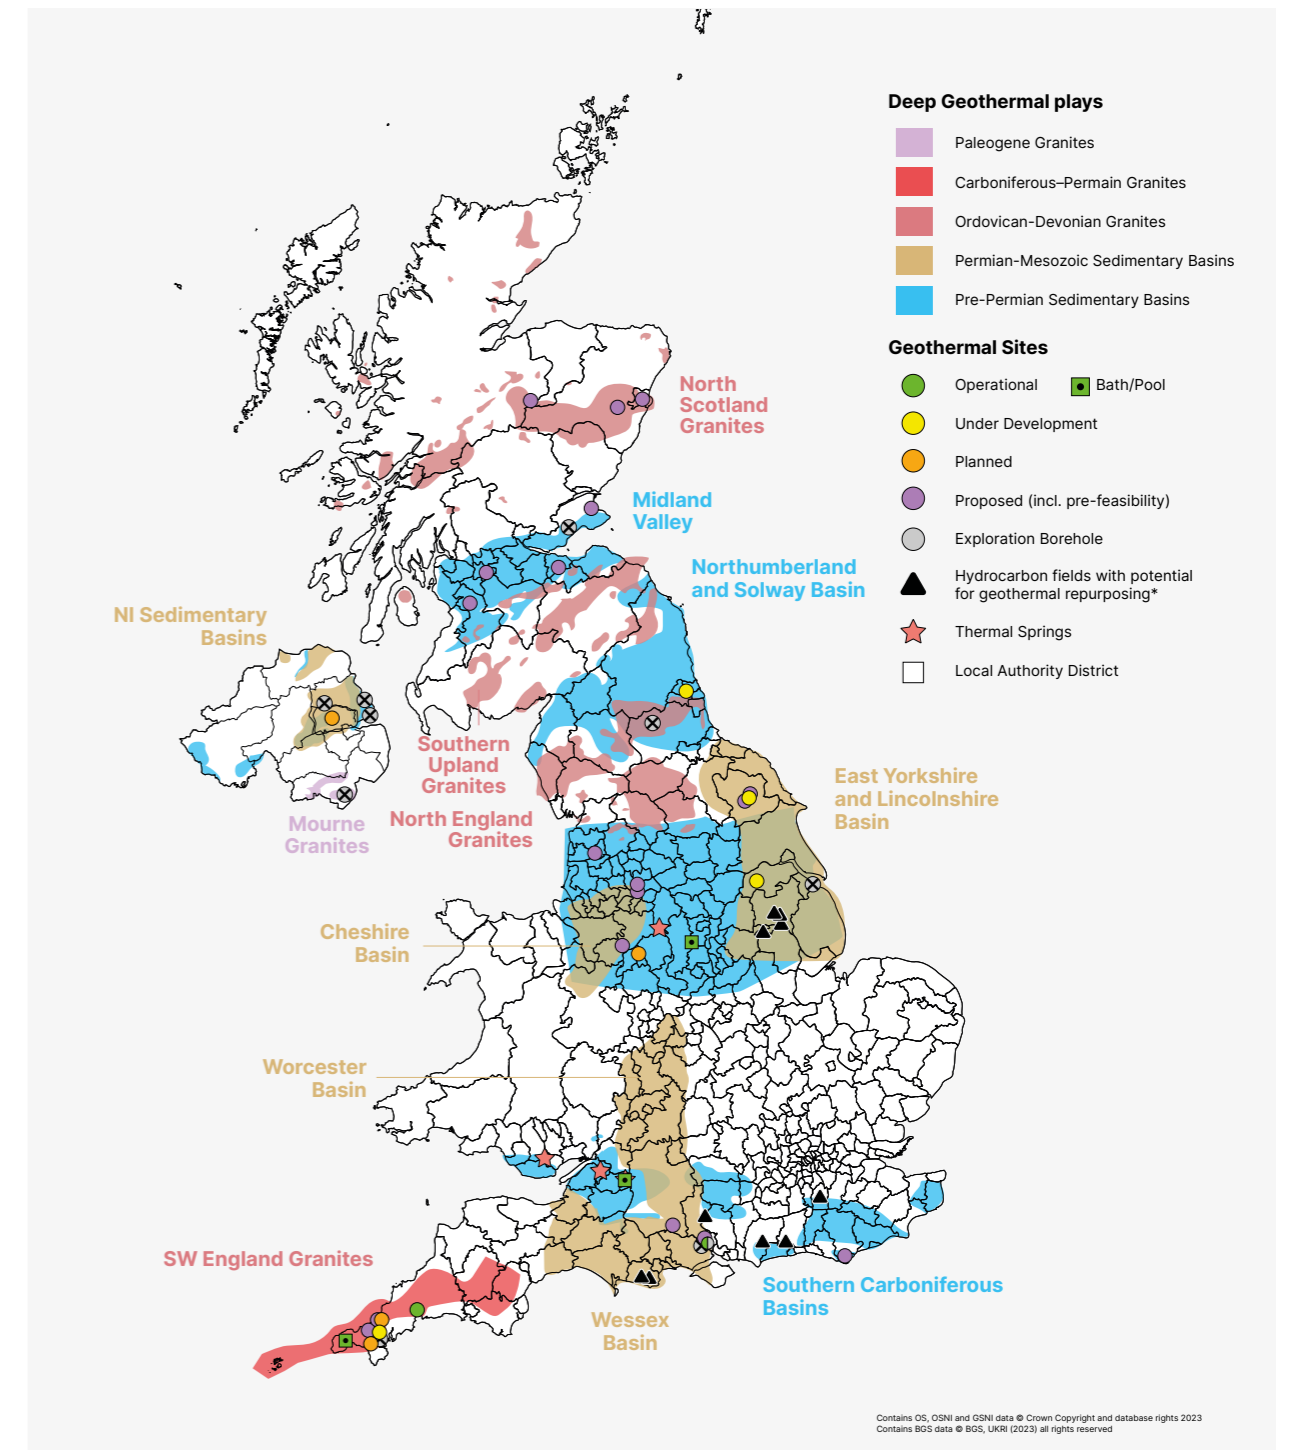 Deep Geothermal plays
Paleogene Granites
Carboniferous–Permain Granites
Ordovican-Devonian Granites
Permian-Mesozoic Sedimentary Basins
Pre-Permian Sedimentary Basins
Geothermal Sites
Operational
Bath/Pool
Under Development
Planned
Proposed (incl. pre-feasibility)
Exploration Borehole
Hydrocarbon fields with potential
for geothermal repurposing*
Thermal Springs
Local Authority District
North
Scotland
Granites
Midland
Valley
Northumberland
and Solway Basin
NI Sedimentary
Basins
Southern
Upland
Granites
Mourne
Granites
North England
Granites
East Yorkshire
and Lincolnshire
Basin
Cheshire
Basin
Worcester
Basin
SW England Granites
Wessex
Basin
Southern Carboniferous
Basins
Contains OS, OSNI and GSNI data © Crown Copyright and database rights 2023
Contains BGS data © BGS, UKRI (2023) all rights reserved